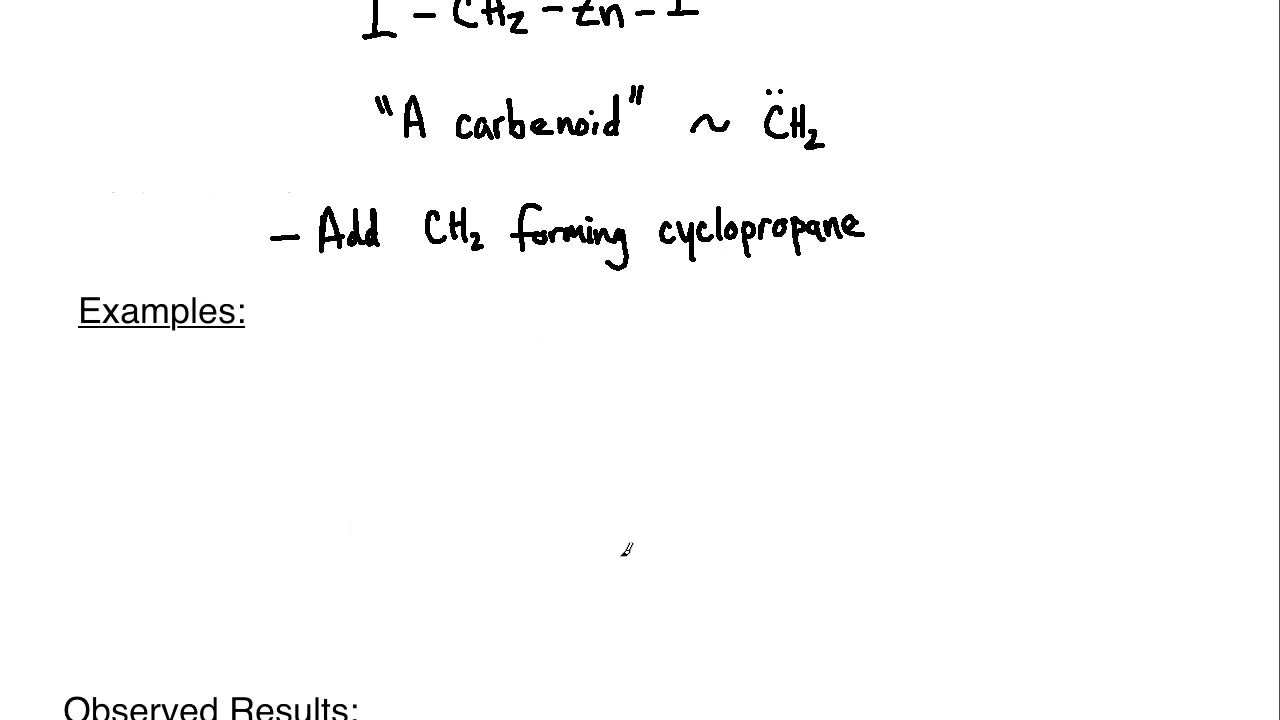 I - CH2 - Zn - I
"A carbenoid" ~ C̈H2
- Add CH2 forming cyclopropane
Examples:
Observed Results: